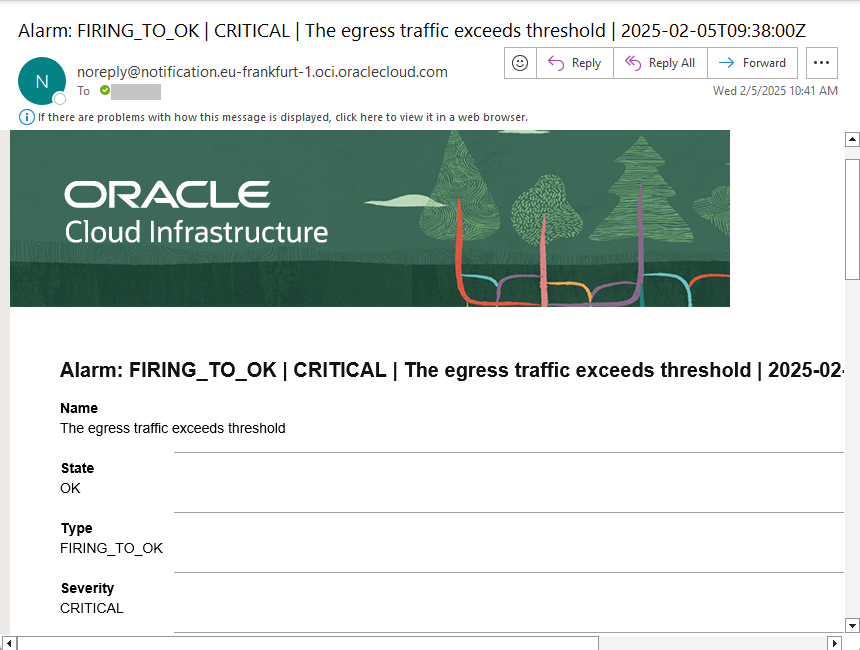 Alarm: FIRING_TO_OK | CRITICAL | The egress traffic exceeds threshold | 2025-02-05T09:38:00Z
N
noreply@notification.eu-frankfurt-1.oci.oraclecloud.com
Reply
Reply All
Forward
To
Wed 2/5/2025 10:41 AM
If there are problems with how this message is displayed, click here to view it in a web browser.
ORACLE
Cloud Infrastructure
Alarm: FIRING_TO_OK | CRITICAL | The egress traffic exceeds threshold | 2025-02-
Name
The egress traffic exceeds threshold
State
OK
Type
FIRING_TO_OK
Severity
CRITICAL